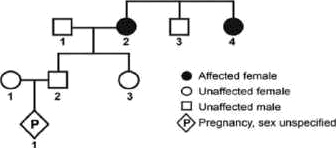 1 2 3 4
1 2 3
Affected female
Unaffected female
Unaffected male
P Pregnancy, sex unspecified
P
1